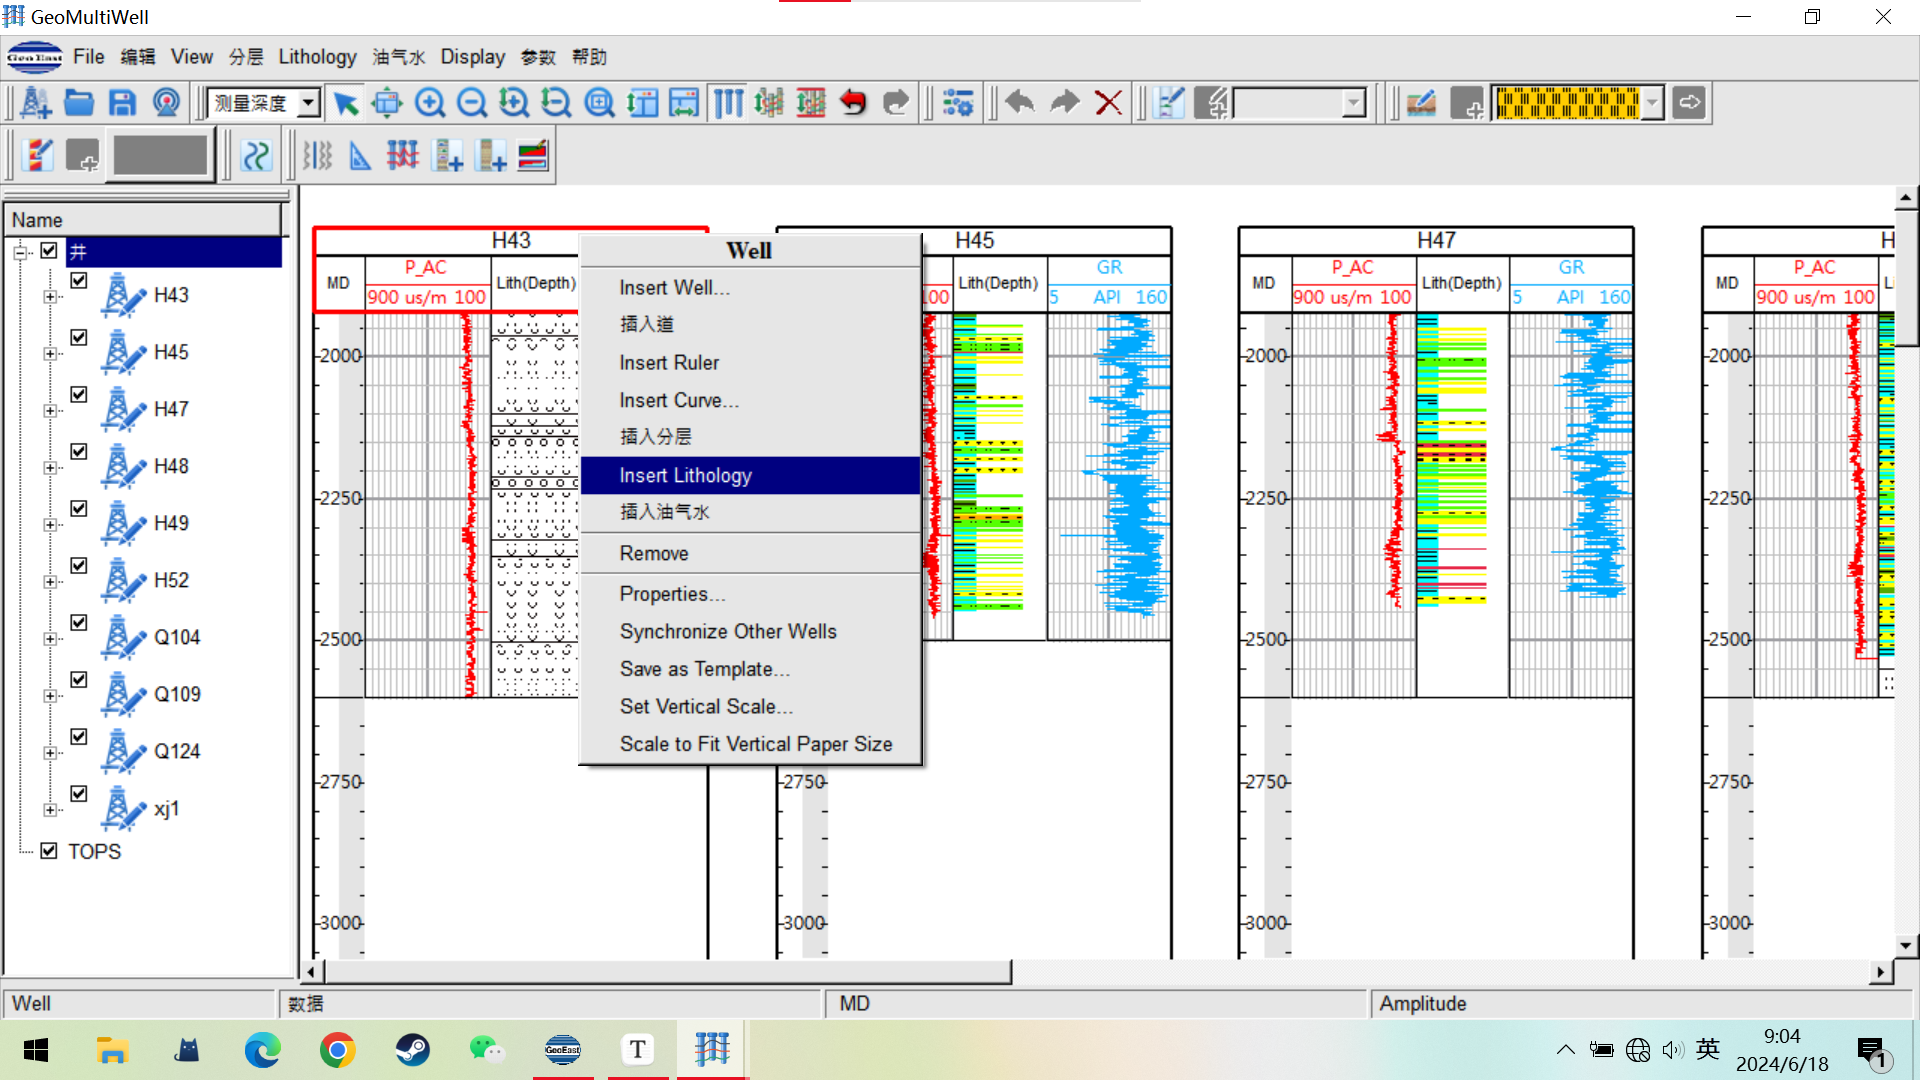 GeoMultiWell
GeoEast File 编辑 View 分层 Lithology 油气水 Display 参数 帮助
测量深度
Name
井
H43
H45
H47
H48
H49
H52
Q104
Q109
Q124
xj1
TOPS
H43
MD P_AC Lith(Depth)
900 us/m 100
2000
2250
2500
2750
3000
Well
Insert Well...
插入道
Insert Ruler
Insert Curve...
插入分层
Insert Lithology
插入油气水
Remove
Properties...
Synchronize Other Wells
Save as Template...
Set Vertical Scale...
Scale to Fit Vertical Paper Size
H45
100 Lith(Depth) GR
5 API 160
2750
3000
H47
MD P_AC Lith(Depth) GR
900 us/m 100 5 API 160
2000
2250
2500
2750
3000
H
MD P_AC Li
900 us/m 100
2000
2250
2500
2750
3000
Well 数据 MD Amplitude
GeoEast T 英 9:04
2024/6/18 1